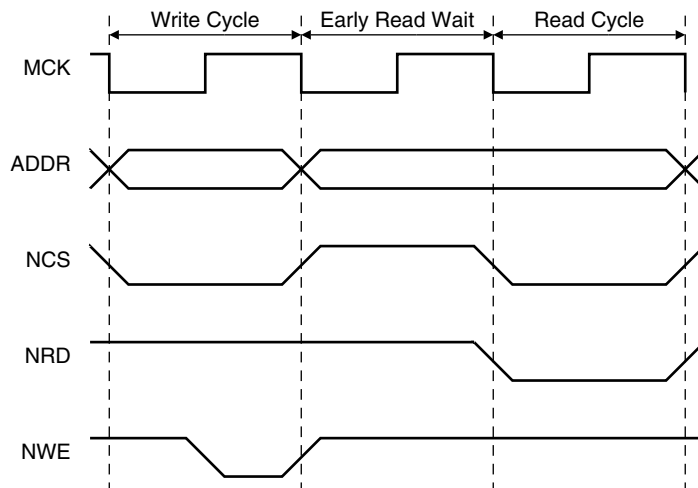 Write Cycle Early Read Wait Read Cycle
MCK
ADDR
NCS
NRD
NWE